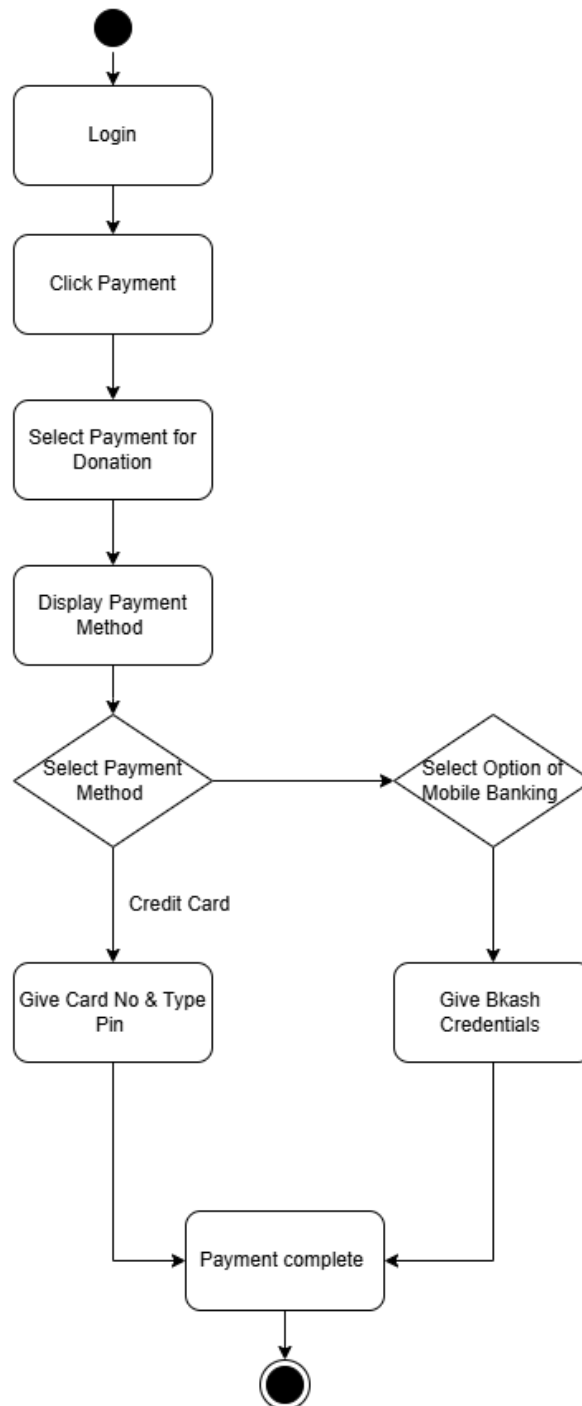 Login
Click Payment
Select Payment for
Donation
Display Payment
Method
Select Payment
Method
Select Option of
Mobile Banking
Credit Card
Give Card No & Type
Pin
Give Bkash
Credentials
Payment complete